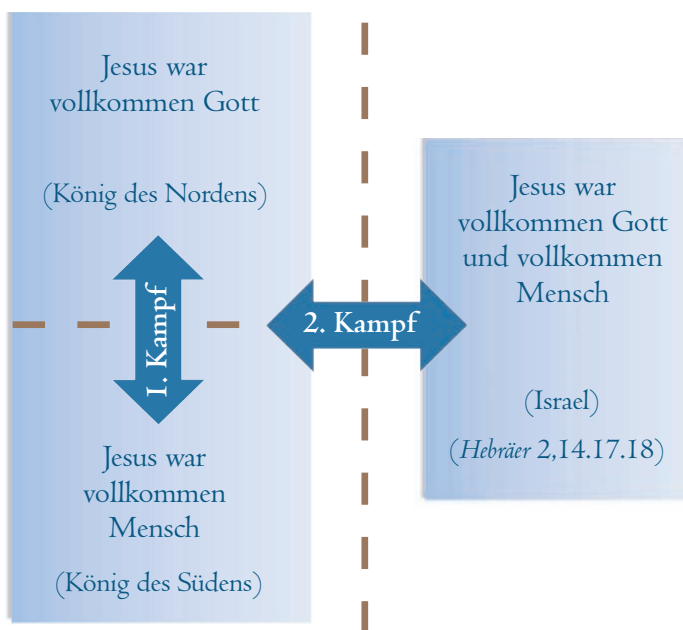 Jesus war
vollkommen Gott
(König des Nordens)
1. Kampf
Jesus war
vollkommen
Mensch
(König des Südens)
2. Kampf
Jesus war
vollkommen Gott
und vollkommen
Mensch
(Israel)
(Hebräer 2,14.17.18)